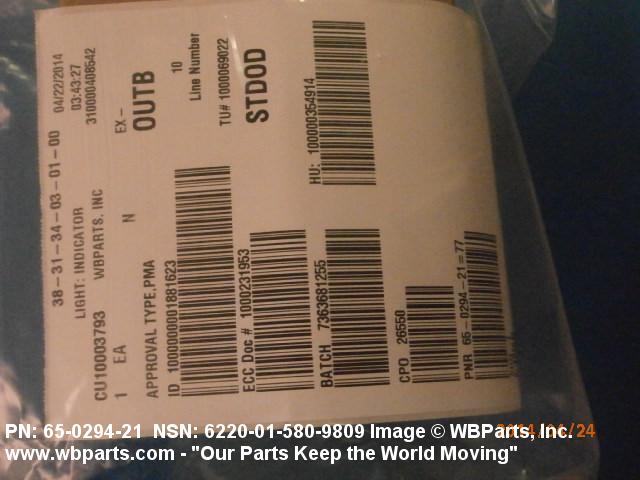 38-31-34-03-01-00 04/22/2014
LIGHT: INDICATOR 03:43:27
CU10003793 WBPARTS, INC 310000408542
1 EA N EX-
OUTB
APPROVAL TYPE,PMA
10
ID 1000000001881623 Line Number
TU# 1000069022
STDOD
ECC Doc # 1000231953
HU: 100000354914
BATCH 7363681255
CPO 26550
PNR 65-0294-21=77
PN: 65-0294-21 NSN: 6220-01-580-9809 Image © WBParts, Inc.
www.wbparts.com - "Our Parts Keep the World Moving"